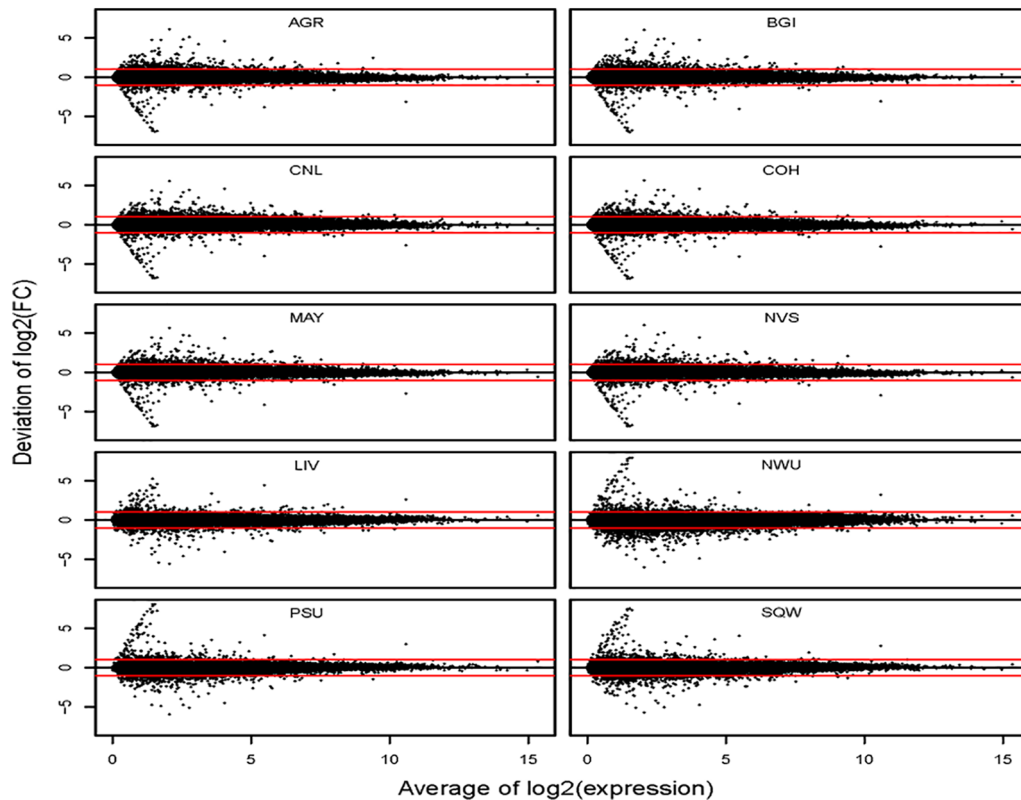 AGR
BGI
5
0
-5
CNL
COH
5
0
-5
Deviation of log2(FC)
MAY
NVS
5
0
-5
LIV
NWU
5
0
-5
PSU
SQW
5
0
-5
0 5 10 15
0 5 10 15
Average of log2(expression)